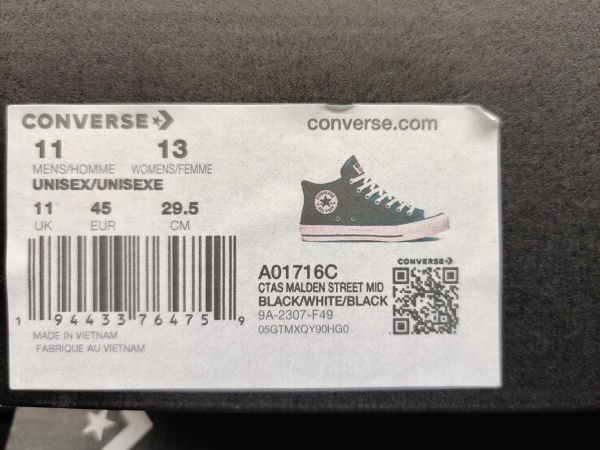 CONVERSE
converse.com
11 13
MENS/HOMME WOMENS/FEMME
UNISEX/UNISEXE
11 45 29.5
UK EUR CM
A01716C
CTAS MALDEN STREET MID
BLACK/WHITE/BLACK
9A-2307-F49
05GTMXQY90HG0
CONVERSE
1 94433 76475 9
MADE IN VIETNAM
FABRIQUE AU VIETNAM